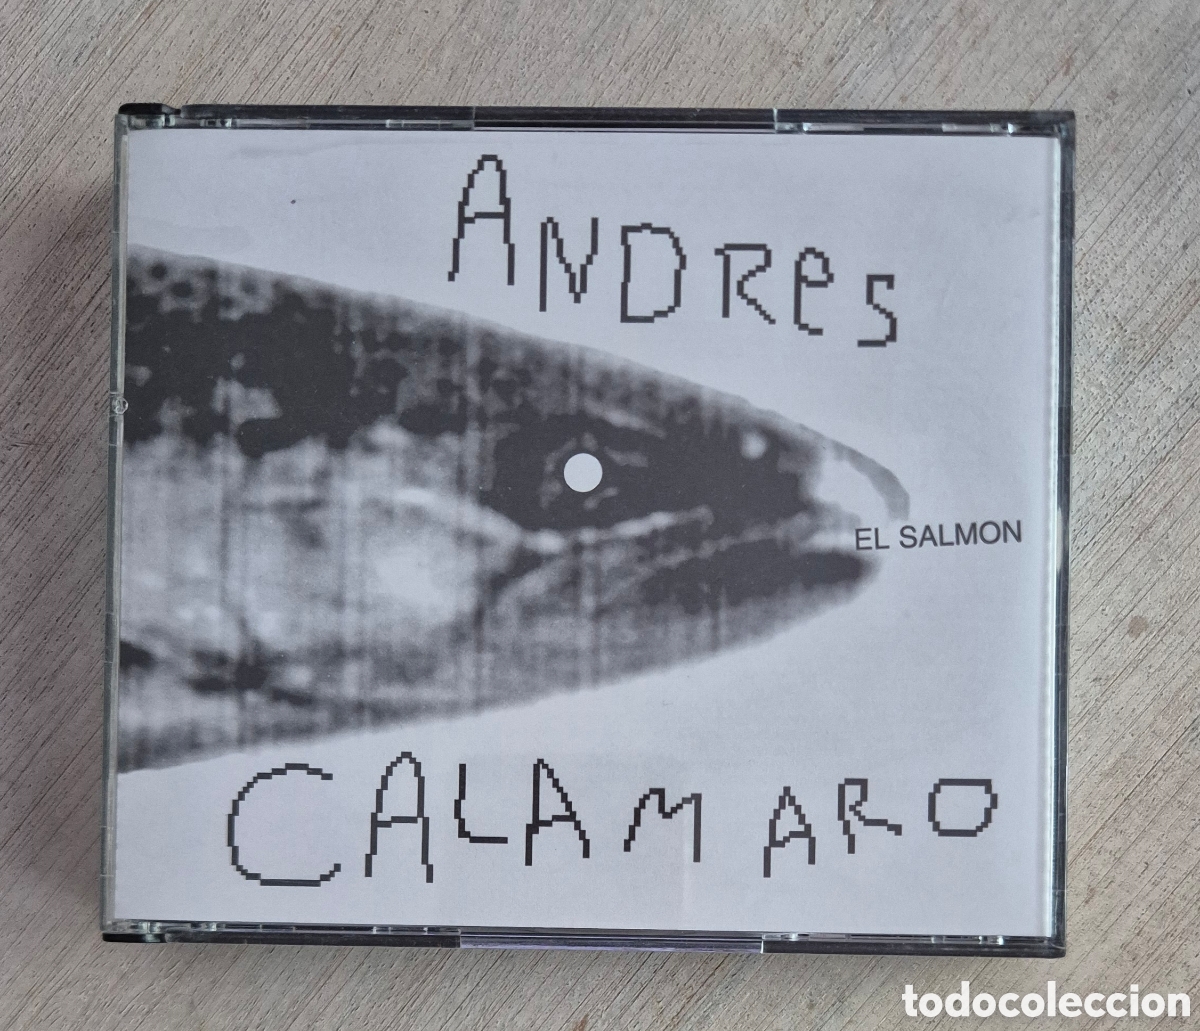 ANDReS
EL SALMON
CALAMARO
todocoleccion